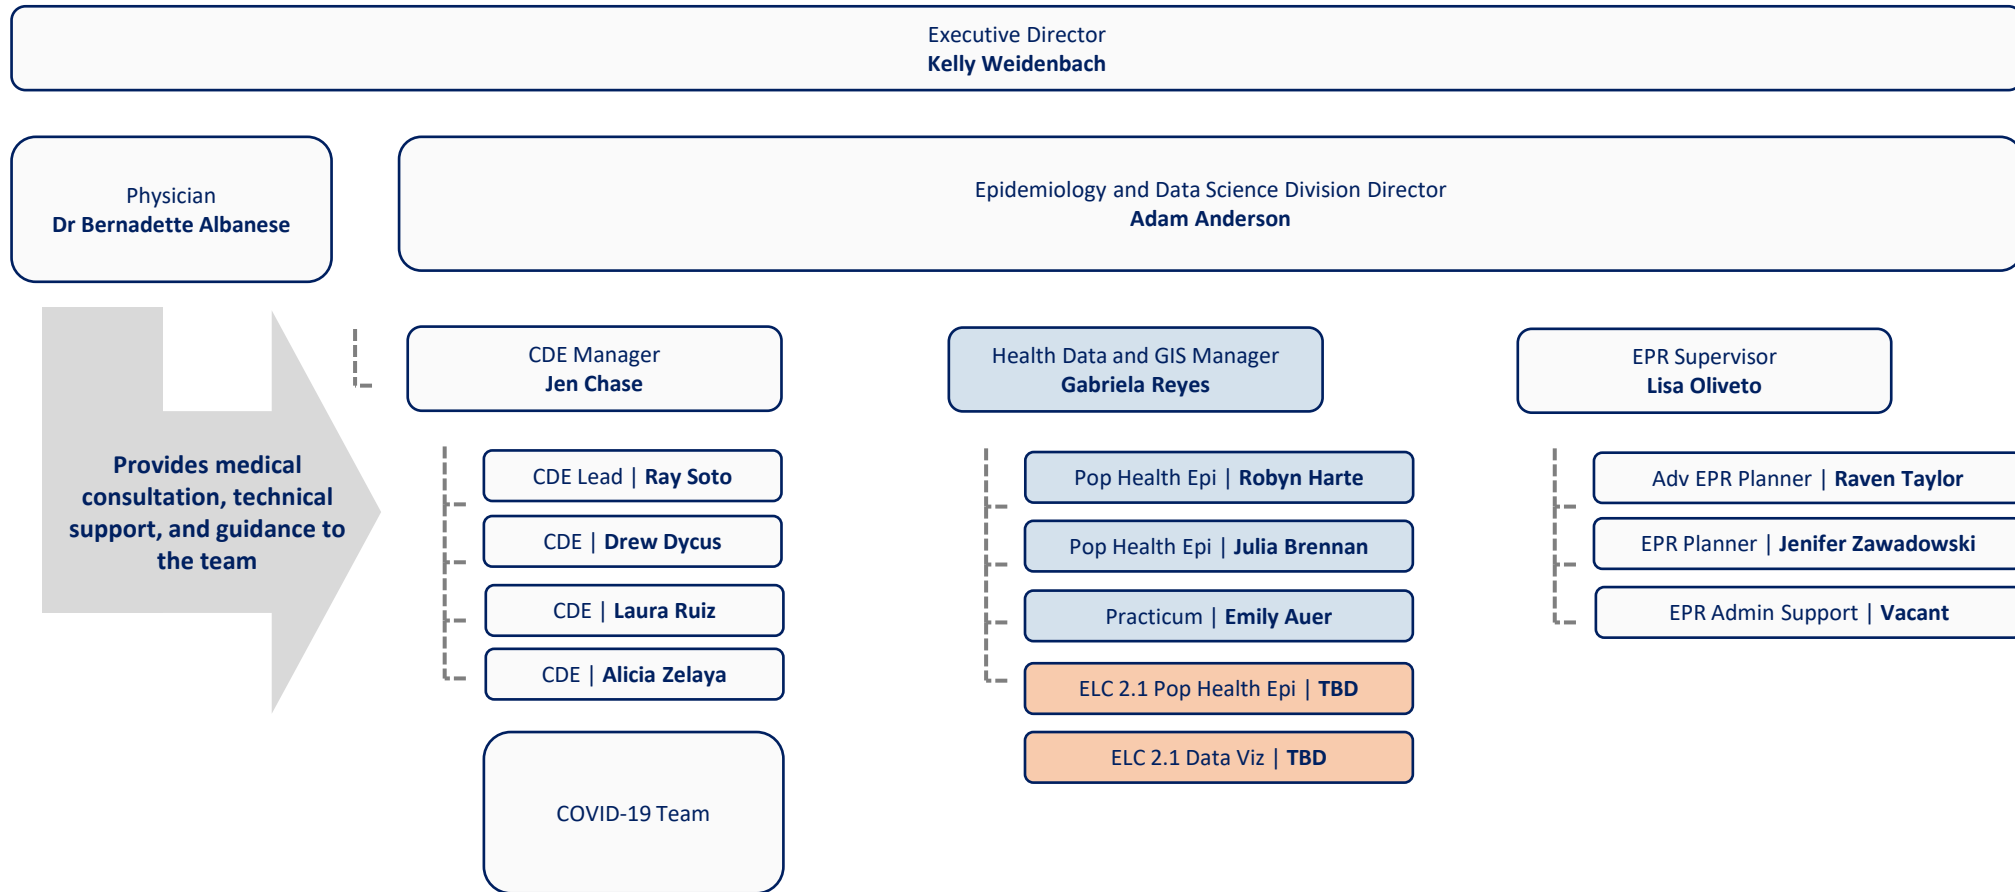 Executive Director
Kelly Weidenbach
Physician
Dr Bernadette Albanese
Epidemiology and Data Science Division Director
Adam Anderson
Provides medical
consultation, technical
support, and guidance to
the team
CDE Manager
Jen Chase
CDE Lead | Ray Soto
CDE | Drew Dycus
CDE | Laura Ruiz
CDE | Alicia Zelaya
COVID-19 Team
Health Data and GIS Manager
Gabriela Reyes
Pop Health Epi | Robyn Harte
Pop Health Epi | Julia Brennan
Practicum | Emily Auer
ELC 2.1 Pop Health Epi | TBD
ELC 2.1 Data Viz | TBD
EPR Supervisor
Lisa Oliveto
Adv EPR Planner | Raven Taylor
EPR Planner | Jenifer Zawadowski
EPR Admin Support | Vacant